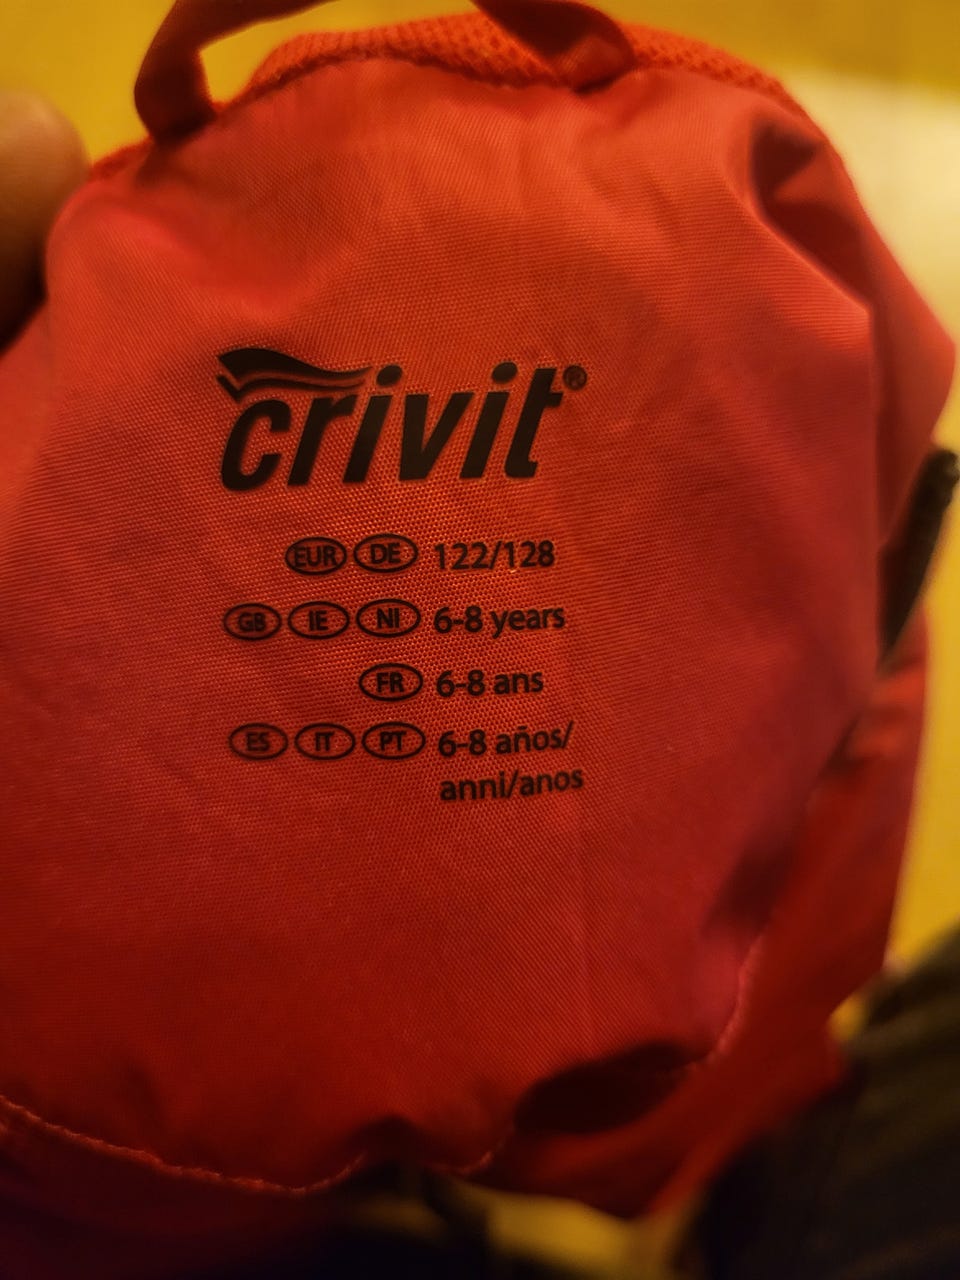 crivit®
EUR DE 122/128
GB IE NI 6-8 years
FR 6-8 ans
ES IT PT 6-8 años/
anni/anos